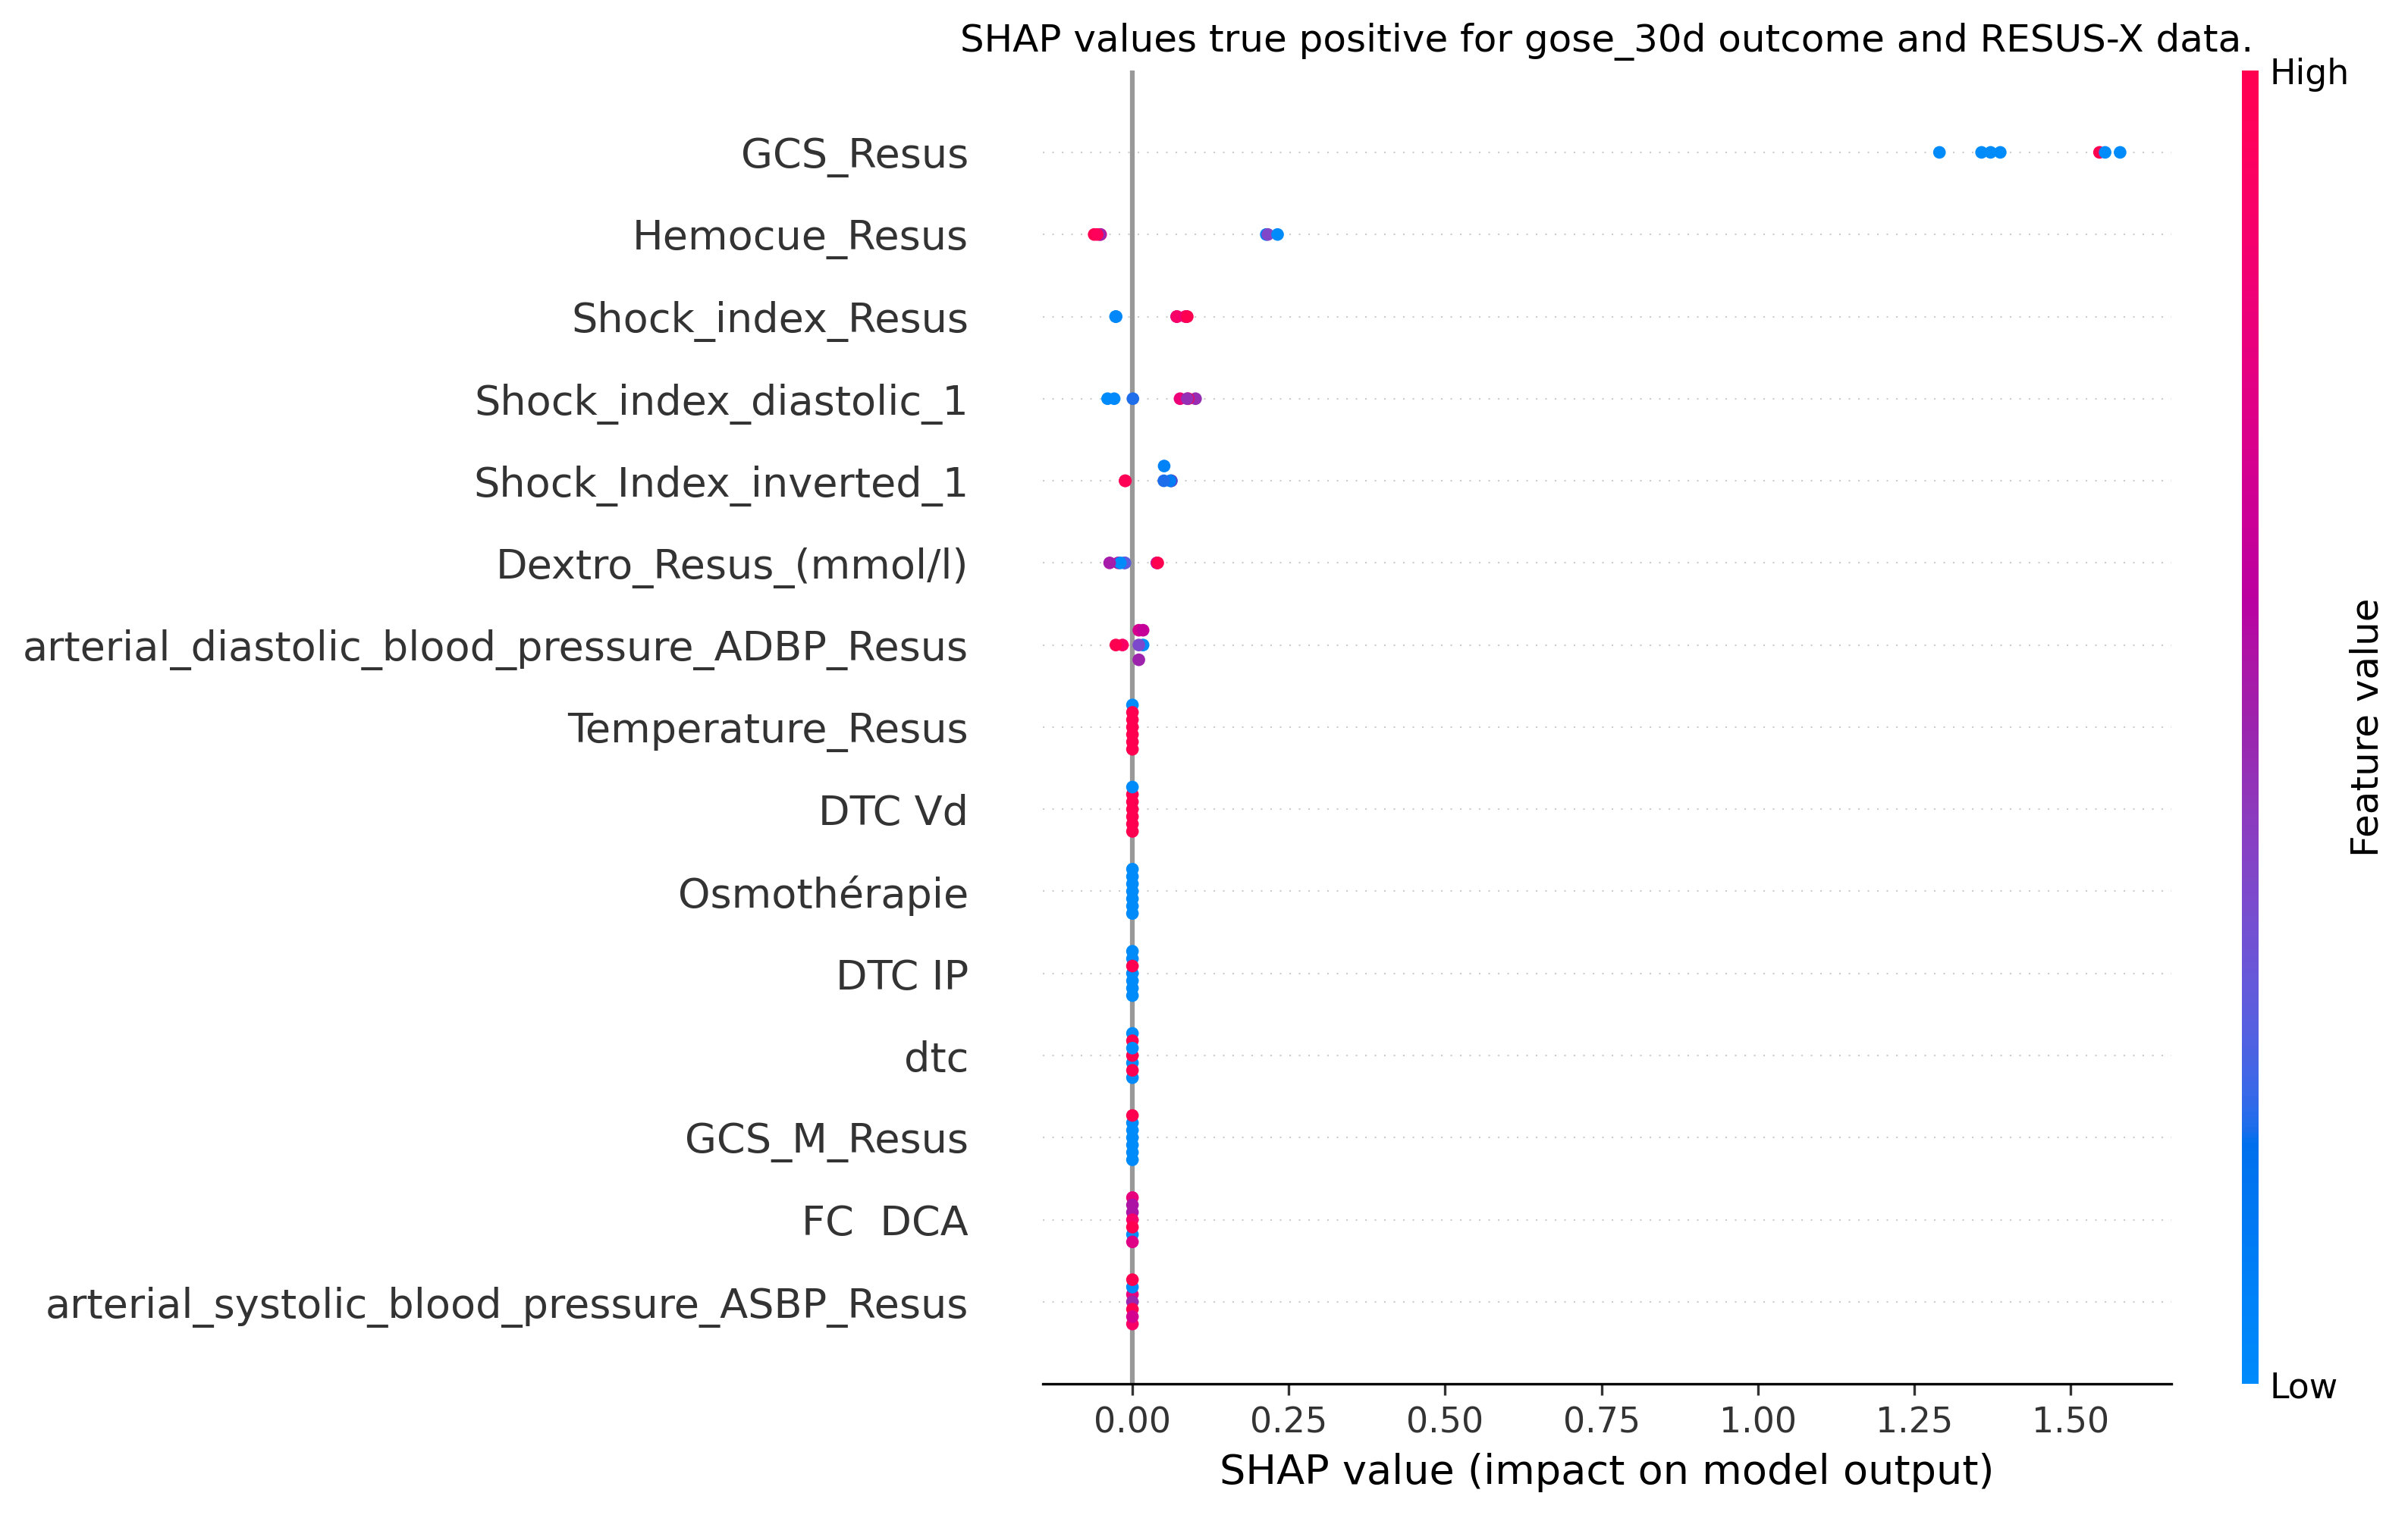 SHAP values true positive for gose_30d outcome and RESUS-X data.
High
GCS_Resus
Hemocue_Resus
Shock_index_Resus
Shock_index_diastolic_1
Shock_Index_inverted_1
Dextro_Resus_(mmol/l)
arterial_diastolic_blood_pressure_ADBP_Resus
Temperature_Resus
DTC Vd
Osmothérapie
DTC IP
dtc
GCS_M_Resus
FC  DCA
arterial_systolic_blood_pressure_ASBP_Resus
Feature value
Low
0.00 0.25 0.50 0.75 1.00 1.25 1.50
SHAP value (impact on model output)